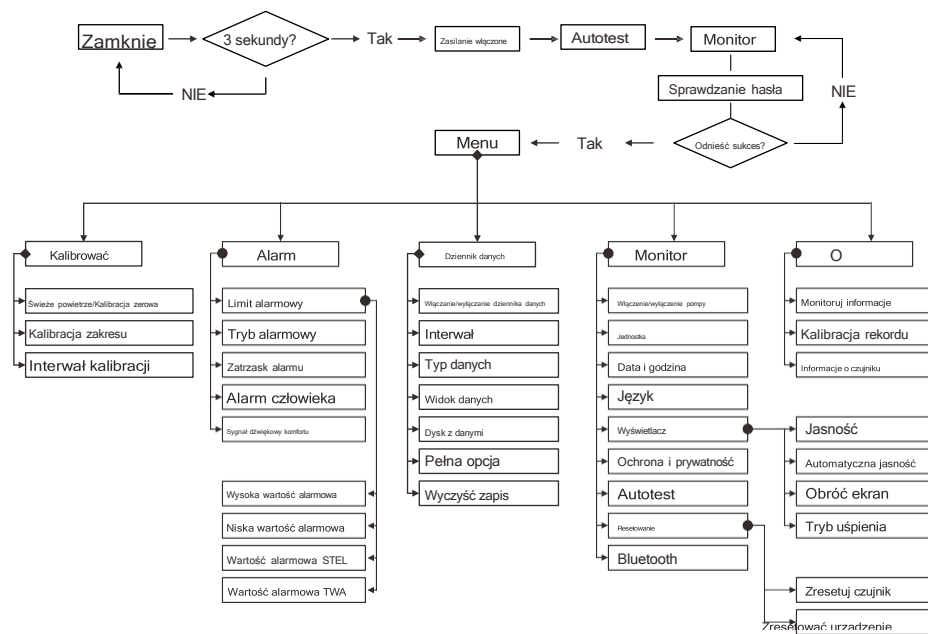 Zamknie
3 sekundy?
Tak
Zasilanie włączone
Autotest
Monitor
NIE
Sprawdzanie hasła
NIE
Menu
Tak
Odnieść sukces?
Kalibrować
Alarm
Dziennik danych
Monitor
O
Świeże powietrze/Kalibracja zerowa
Kalibracja zakresu
Interwał kalibracji
Limit alarmowy
Tryb alarmowy
Zatrzask alarmu
Alarm człowieka
Sygnał dźwiękowy komfortu
Wysoka wartość alarmowa
Niska wartość alarmowa
Wartość alarmowa STEL
Wartość alarmowa TWA
Włączanie/wyłączanie dziennika danych
Interwał
Typ danych
Widok danych
Dysk z danymi
Pełna opcja
Wyczyść zapis
Włączenie/wyłączenie pompy
Jednostka
Data i godzina
Język
Wyświetlacz
Ochrona i prywatność
Autotest
Resetowanie
Bluetooth
Monitoruj informacje
Kalibracja rekordu
Informacje o czujniku
Jasność
Automatyczna jasność
Obróć ekran
Tryb uśpienia
Zresetuj czujnik
Zresetować urządzenie